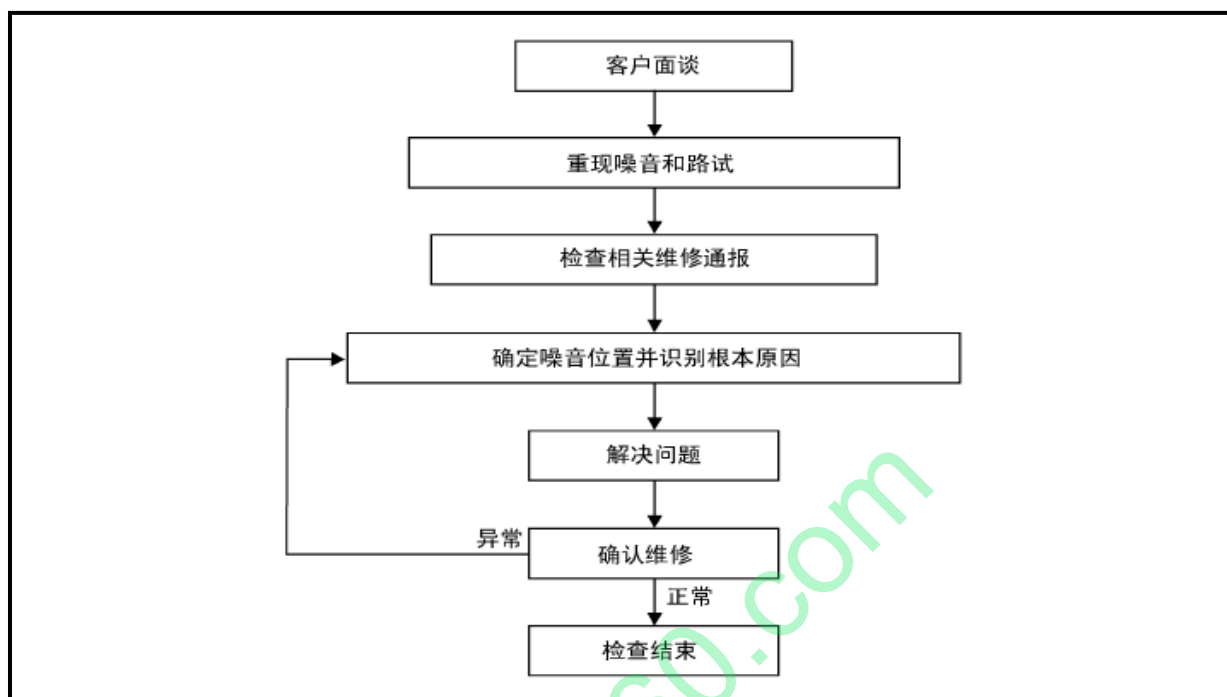 客户面谈
重现噪音和路试
检查相关维修通报
确定噪音位置并识别根本原因
解决问题
异常
确认维修
正常
检查结束
60.com